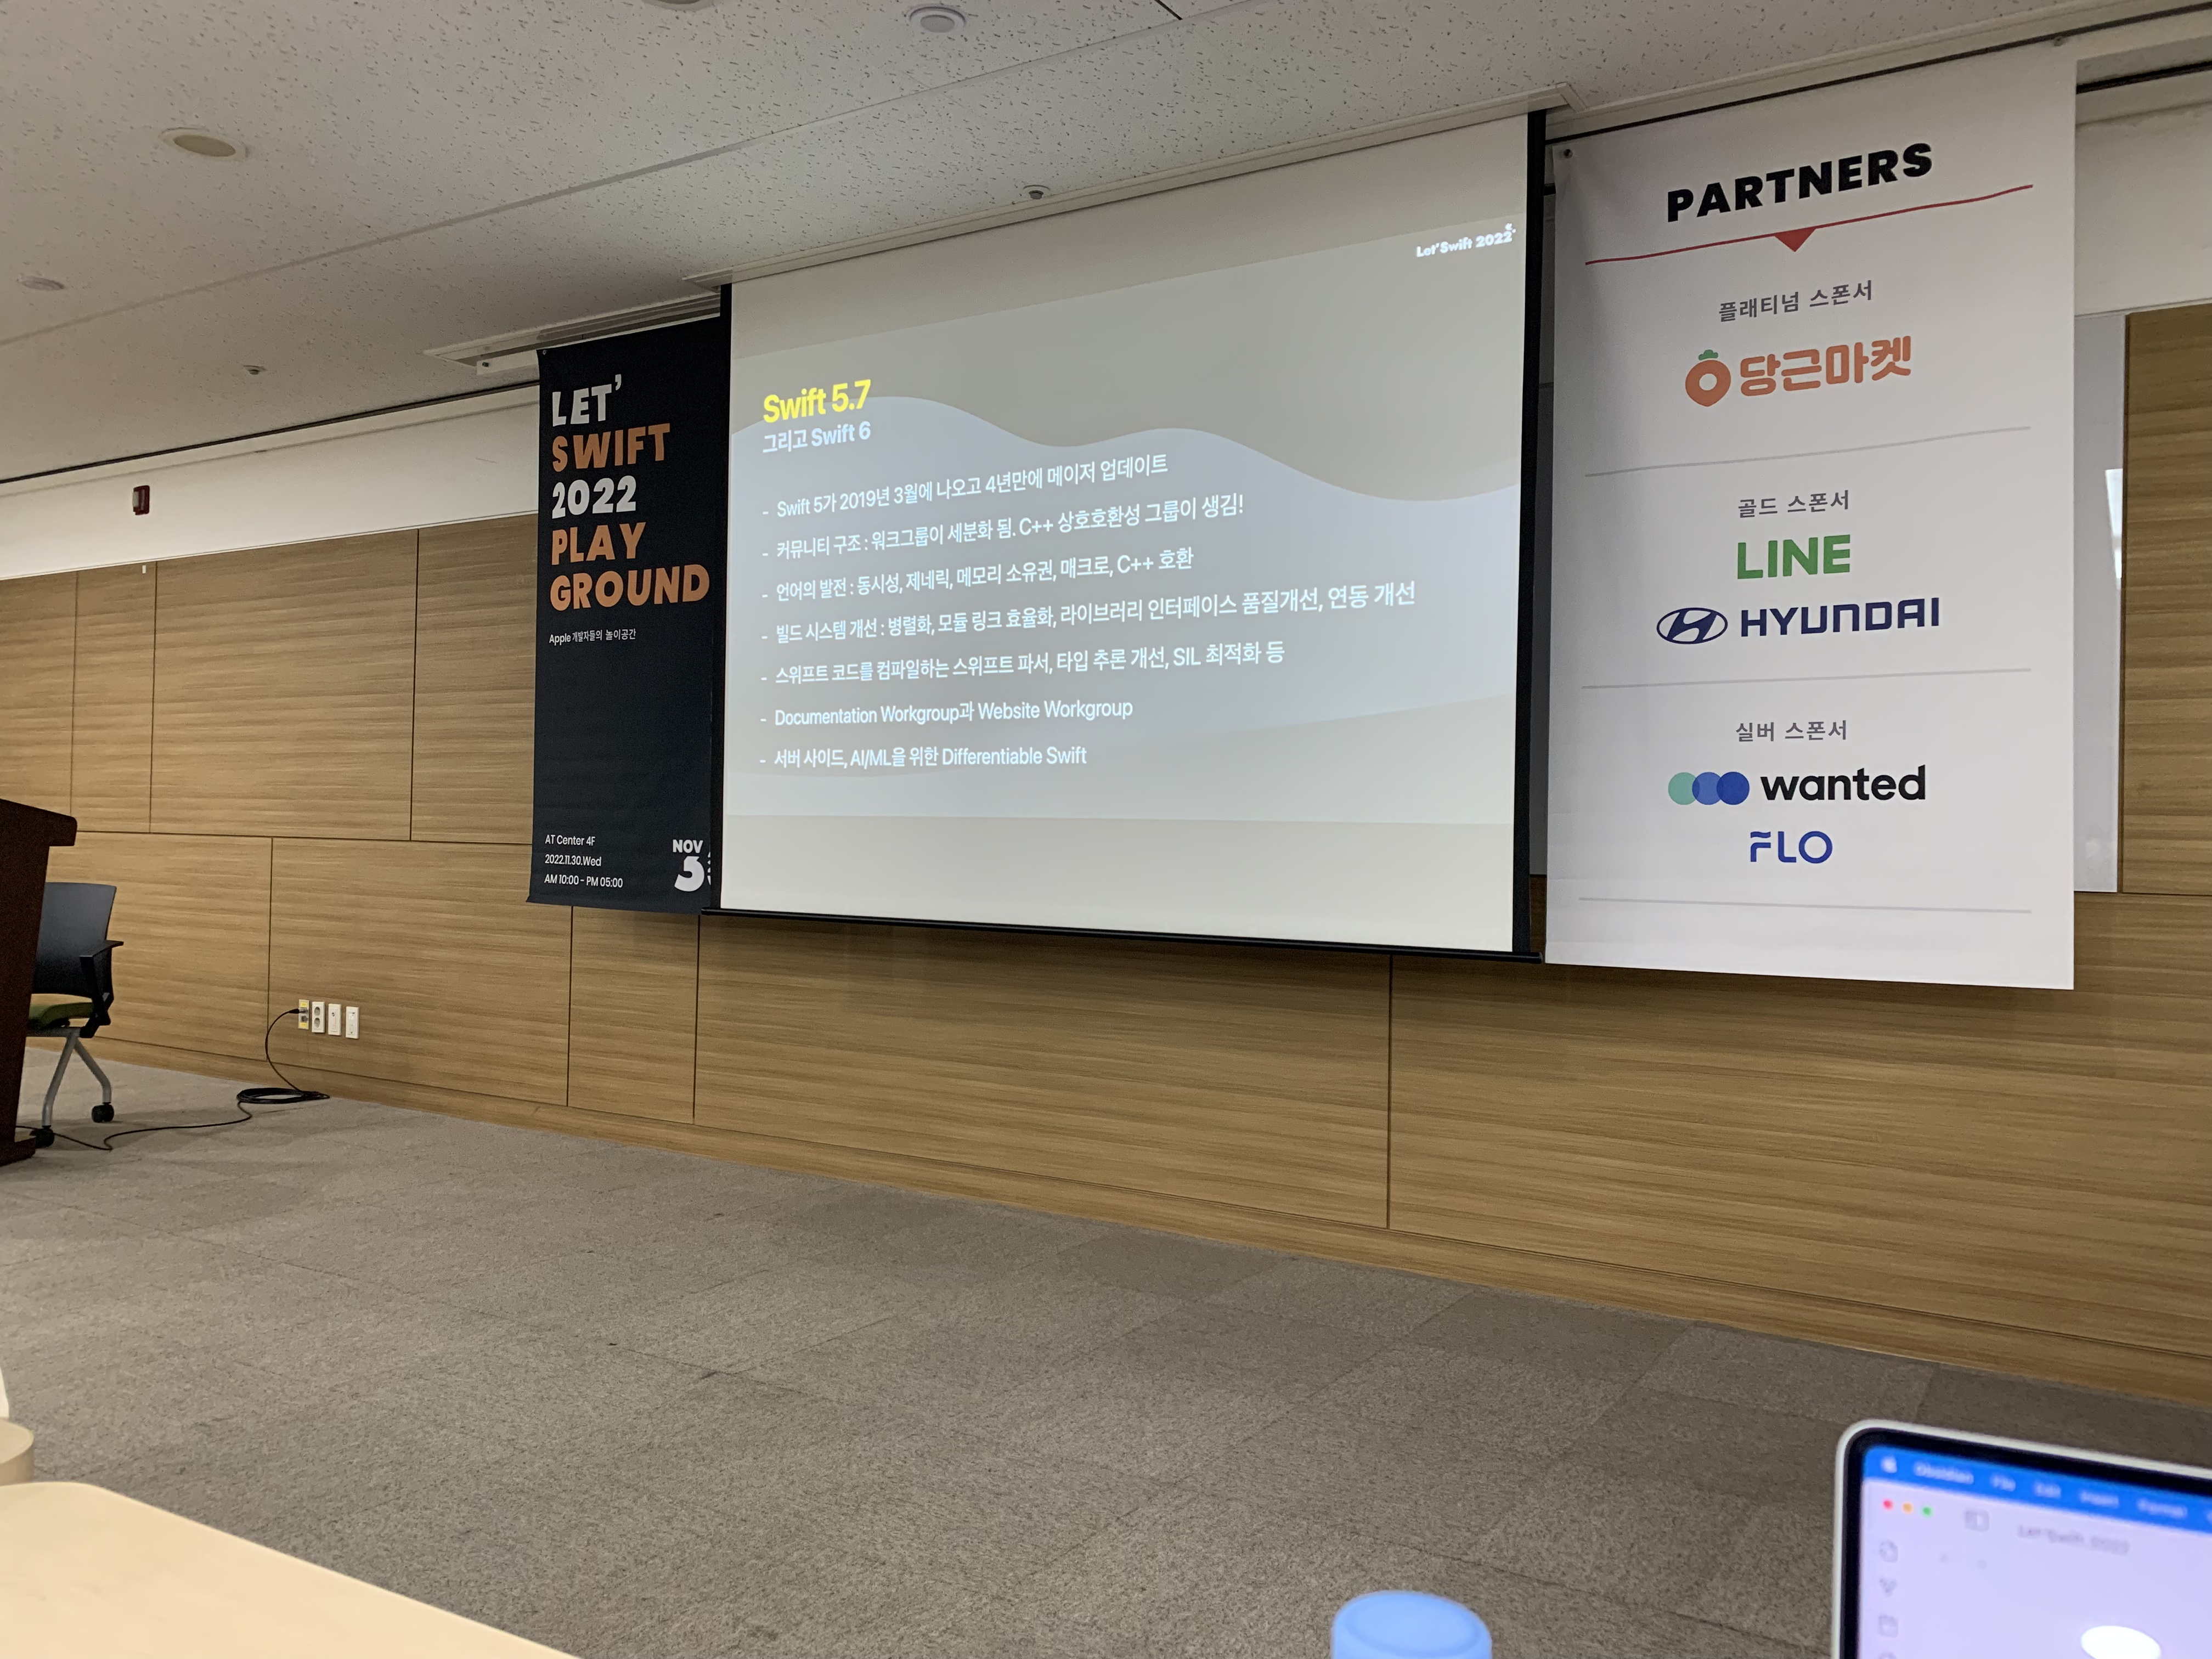 LET'
SWIFT
2022
PLAY
GROUND
Apple 개발자들의 놀이공간
AT Center 4F
2022.11.30.Wed
AM 10:00 - PM 05:00
NOV
3
Let'Swift 2022
Swift 5.7
그리고 Swift 6
- Swift 5가 2019년 3월에 나오고 4년만에 메이저 업데이트
- 커뮤니티 구조 : 워크그룹이 세분화 됨. C++ 상호호환성 그룹이 생김!
- 언어의 발전 : 동시성, 제네릭, 메모리 소유권, 매크로, C++ 호환
- 빌드 시스템 개선 : 병렬화, 모듈 링크 효율화, 라이브러리 인터페이스 품질개선, 연동 개선
- 스위프트 코드를 컴파일하는 스위프트 파서, 타입 추론 개선, SIL 최적화 등
- Documentation Workgroup과 Website Workgroup
- 서버 사이드, AI/ML을 위한 Differentiable Swift
PARTNERS
플래티넘 스폰서
당근마켓
골드 스폰서
LINE
HYUNDAI
실버 스폰서
wanted
FLO
Obsidian File Edit Insert Format
Let'Swift 2022